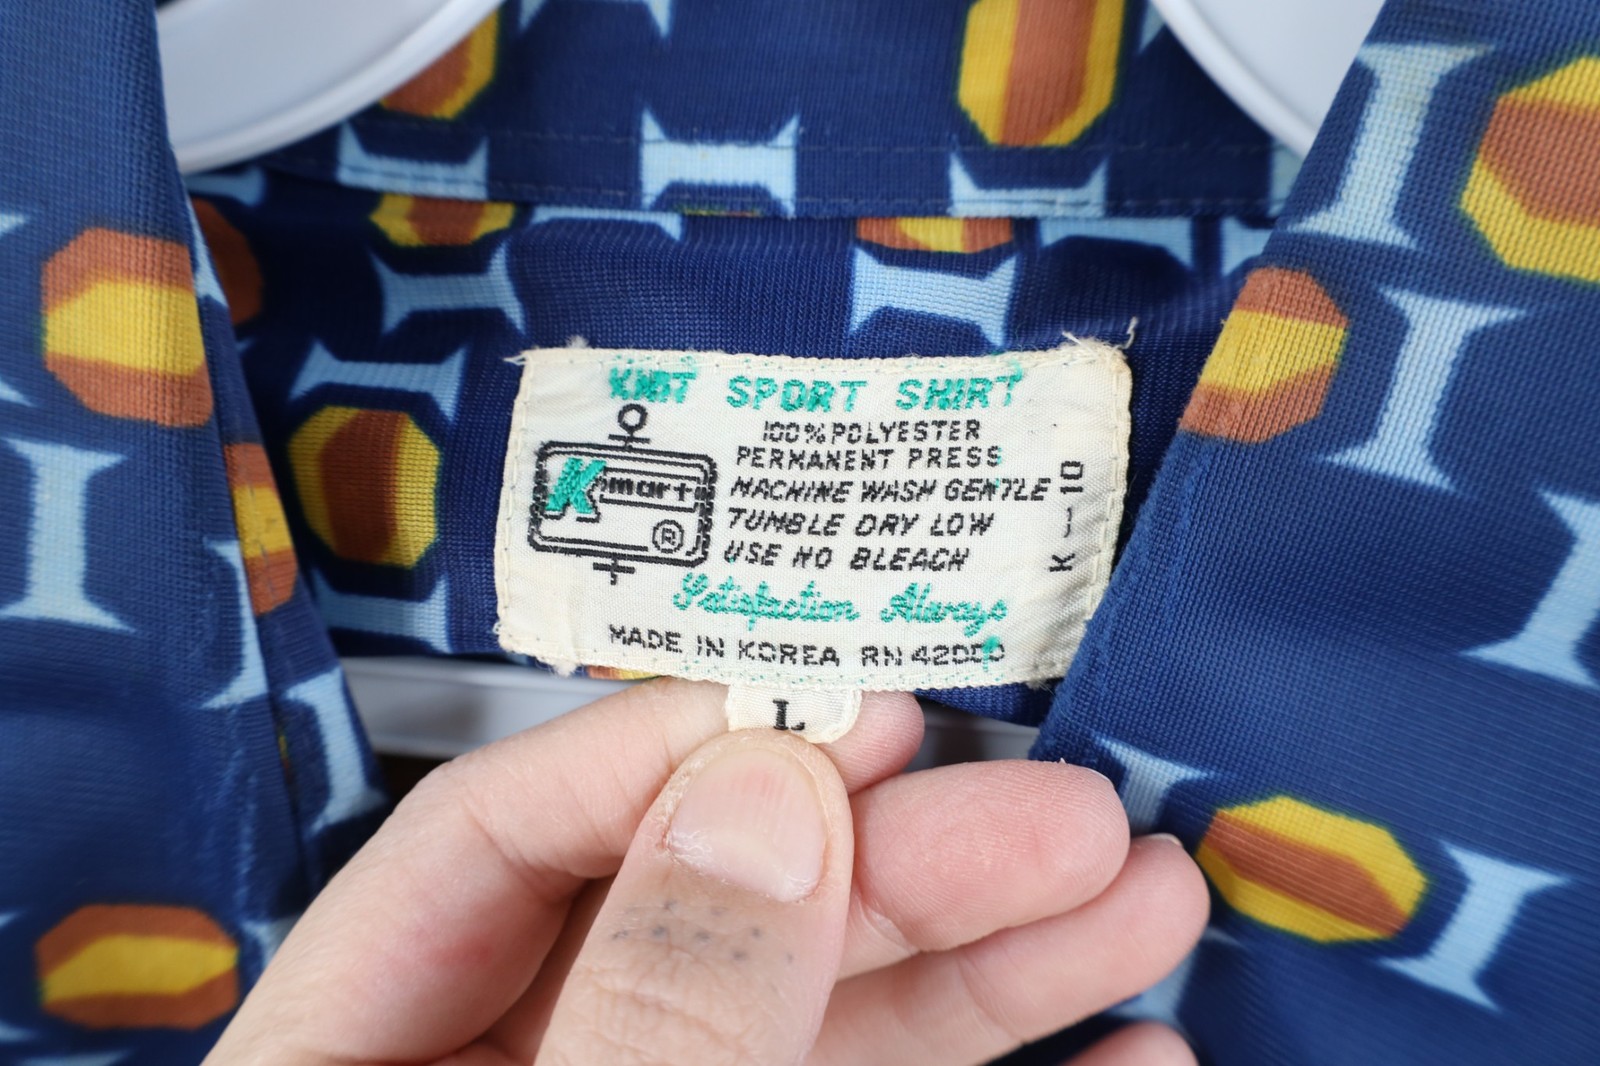 KNIT SPORT SHIRT
100% POLYESTER
PERMANENT PRESS
K mart
®
MACHINE WASH GENTLE
TUMBLE DRY LOW
USE NO BLEACH
K-10
Satisfaction Always
MADE IN KOREA RN 42000
L